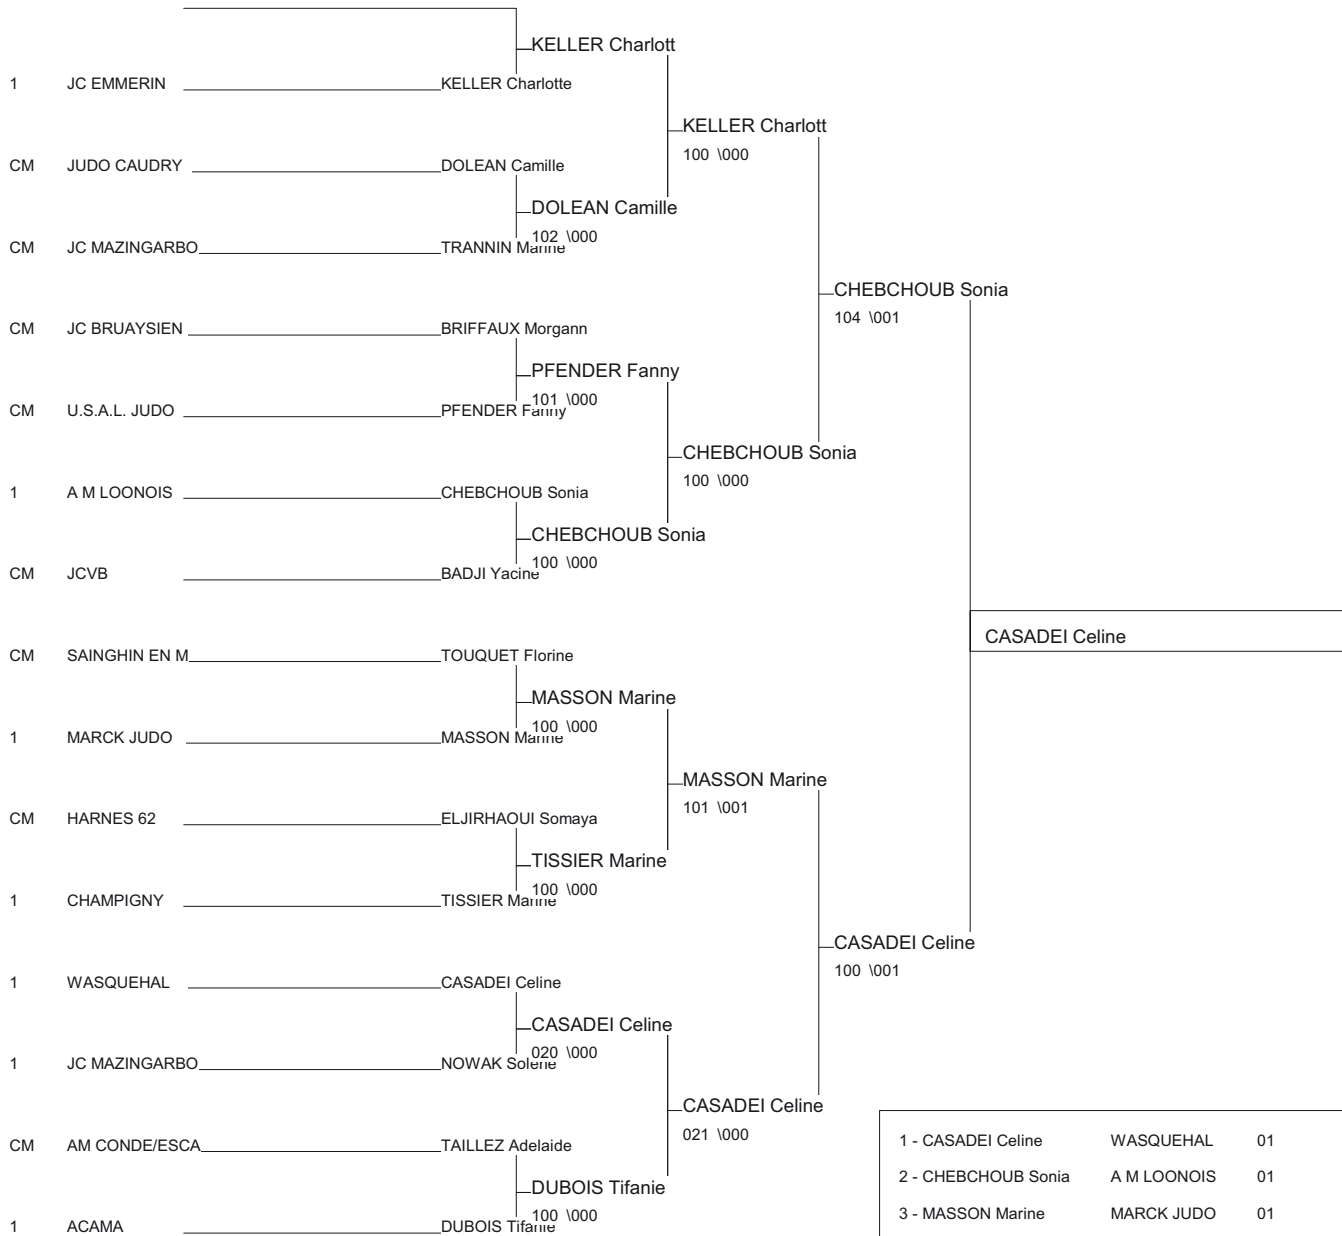 KELLER Charlott
1 JC EMMERIN KELLER Charlotte
KELLER Charlott
100 \000
CM JUDO CAUDRY DOLEAN Camille
DOLEAN Camille
102 \000
CM JC MAZINGARBO TRANNIN Marine
CHEBCHOUB Sonia
104 \001
CM JC BRUAYSIEN BRIFFAUX Morgann
PFENDER Fanny
101 \000
CM U.S.A.L. JUDO PFENDER Fanny
CHEBCHOUB Sonia
100 \000
1 A M LOONOIS CHEBCHOUB Sonia
CHEBCHOUB Sonia
100 \000
CM JCVB BADJI Yacine
CASADEI Celine
CM SAINGHIN EN M TOUQUET Florine
MASSON Marine
100 \000
1 MARCK JUDO MASSON Marine
MASSON Marine
101 \001
CM HARNES 62 ELJIRHAOUI Somaya
TISSIER Marine
100 \000
1 CHAMPIGNY TISSIER Marine
CASADEI Celine
100 \001
1 WASQUEHAL CASADEI Celine
CASADEI Celine
020 \000
1 JC MAZINGARBO NOWAK Solene
CASADEI Celine
021 \000
CM AM CONDE/ESCA TAILLEZ Adelaide
DUBOIS Tifanie
100 \000
1 ACAMA DUBOIS Tifanie
1 - CASADEI Celine WASQUEHAL 01
2 - CHEBCHOUB Sonia A M LOONOIS 01
3 - MASSON Marine MARCK JUDO 01